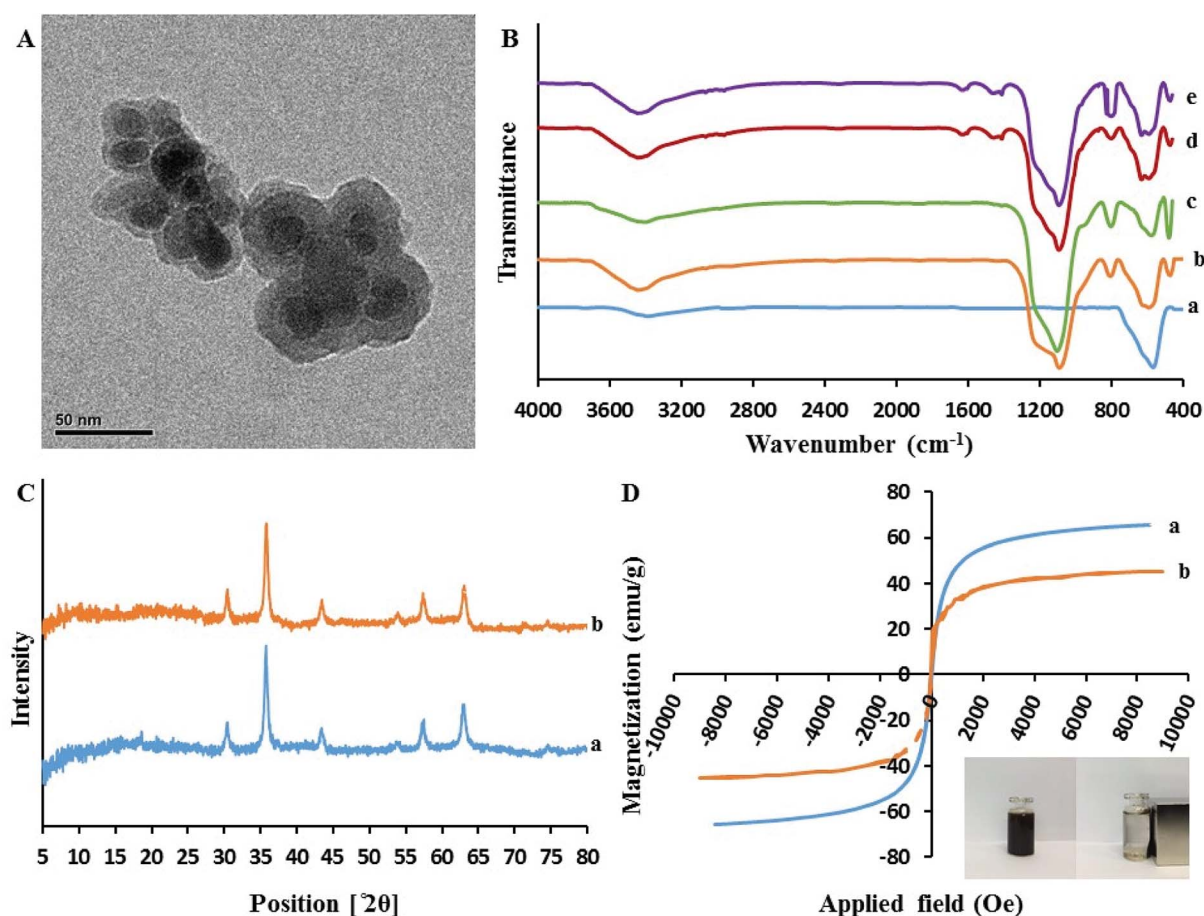 A
50 nm
B
Transmittance
e
d
c
b
a
4000 3600 3200 2800 2400 2000 1600 1200 800 400
Wavenumber (cm-1)
C
Intensity
b
a
5 10 15 20 25 30 35 40 45 50 55 60 65 70 75 80
Position [°2θ]
D
Magnetization (emu/g)
80
60
40
20
0
-20
-40
-60
-80
a
b
-10000 -8000 -6000 -4000 -2000 0 2000 4000 6000 8000 10000
Applied field (Oe)